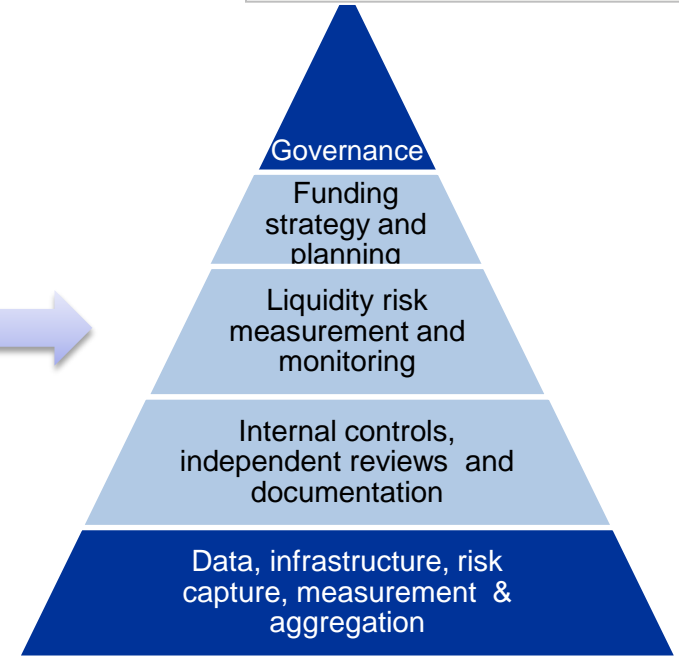 Governance
Funding
strategy and
planning
Liquidity risk
measurement and
monitoring
Internal controls,
independent reviews and
documentation
Data, infrastructure, risk
capture, measurement &
aggregation